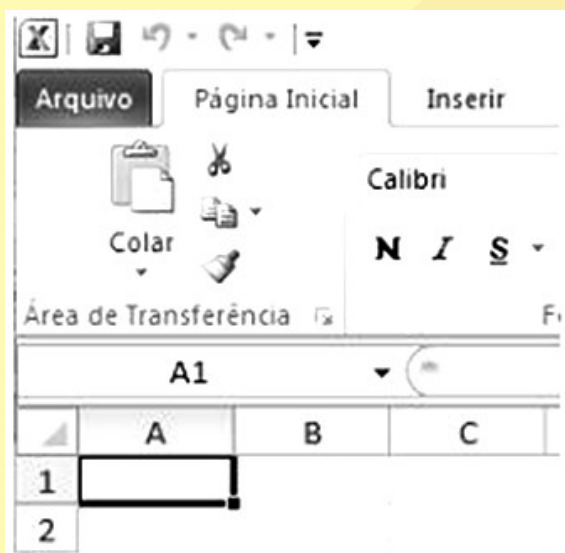 Arquivo Página Inicial Inserir
Calibri
Colar
N I S
Área de Transferência
A1
A B C
1
2